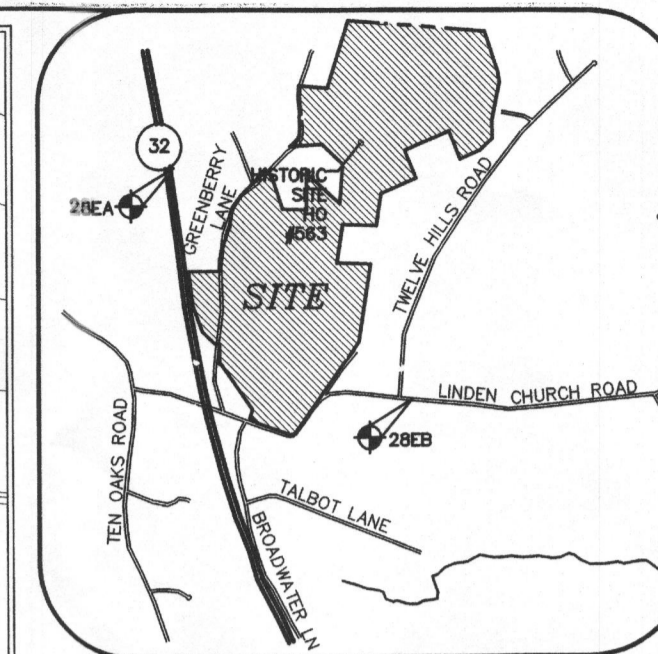 32
28EA
GREENBERRY
LANE
HISTORIC
SITE
HO
#563
SITE
TWELVE HILLS ROAD
LINDEN CHURCH ROAD
28EB
TEN OAKS ROAD
TALBOT LANE
BROADWATER LN